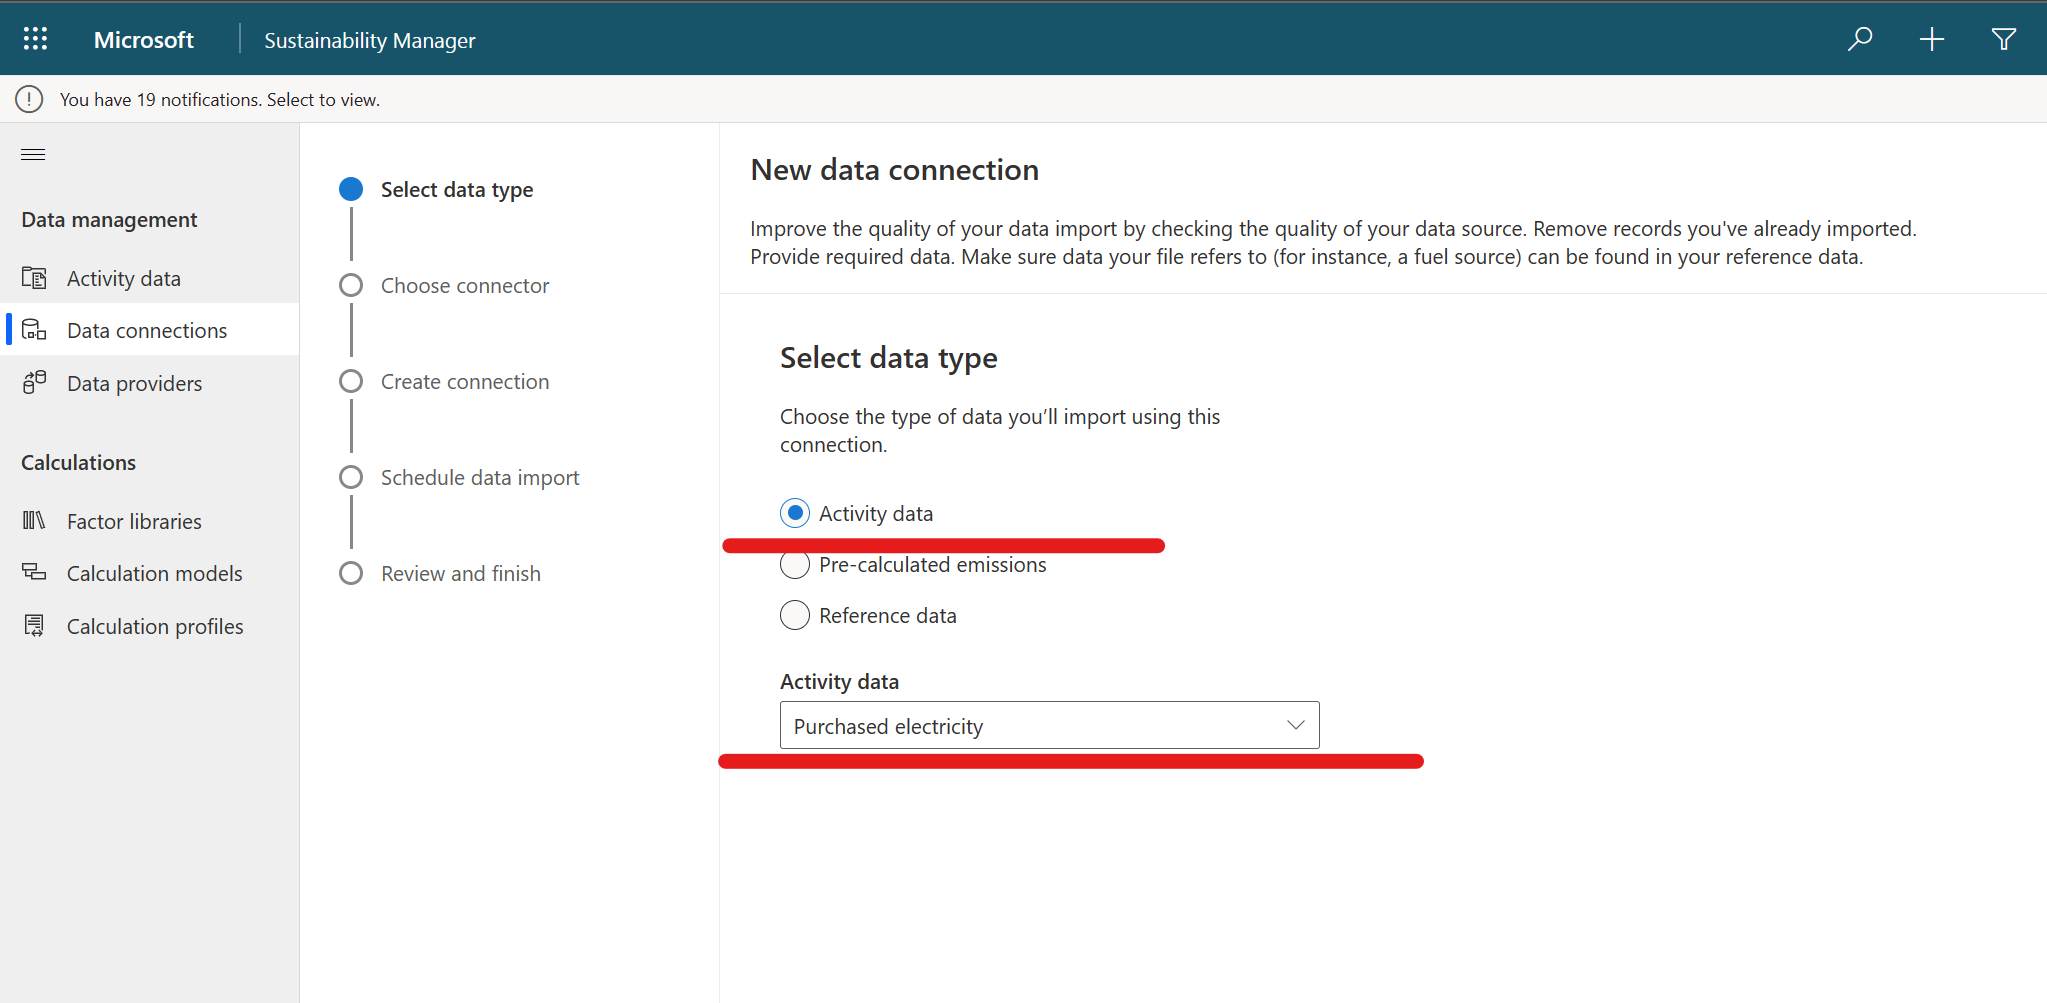 Microsoft
Sustainability Manager
You have 19 notifications. Select to view.
Data management
Activity data
Data connections
Data providers
Calculations
Factor libraries
Calculation models
Calculation profiles
Select data type
Choose connector
Create connection
Schedule data import
Review and finish
New data connection
Improve the quality of your data import by checking the quality of your data source. Remove records you've already imported.
Provide required data. Make sure data your file refers to (for instance, a fuel source) can be found in your reference data.
Select data type
Choose the type of data you’ll import using this
connection.
Activity data
Pre-calculated emissions
Reference data
Activity data
Purchased electricity